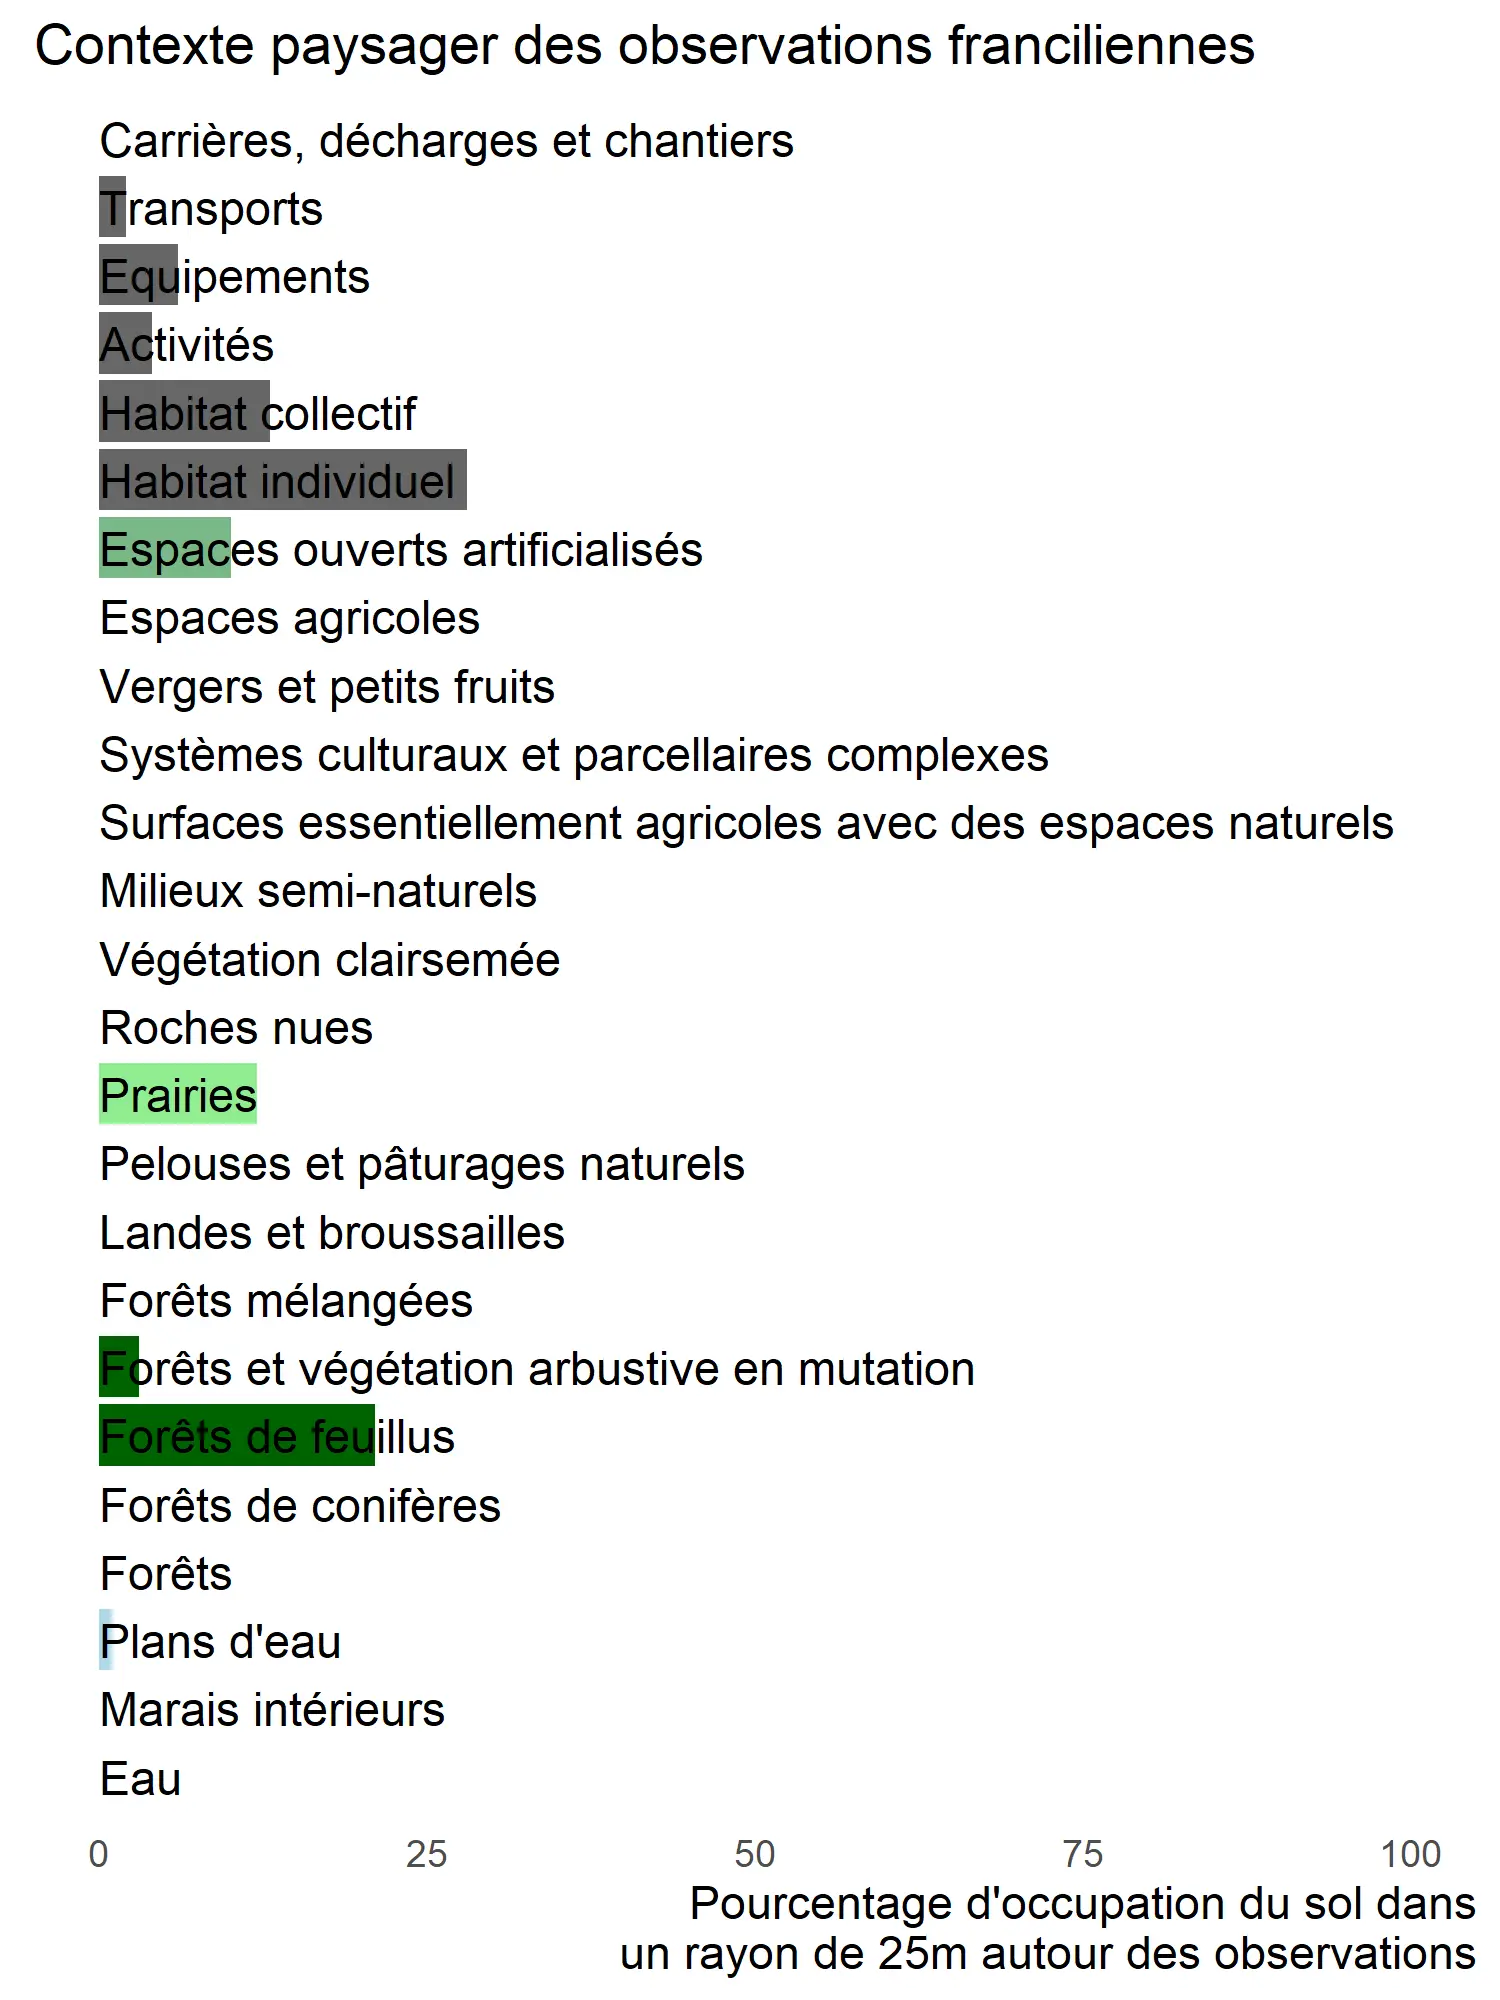 Contexte paysager des observations franciliennes
Carrières, décharges et chantiers
Transports
Equipements
Activités
Habitat collectif
Habitat individuel
Espaces ouverts artificialisés
Espaces agricoles
Vergers et petits fruits
Systèmes culturaux et parcellaires complexes
Surfaces essentiellement agricoles avec des espaces naturels
Milieux semi-naturels
Végétation clairsemée
Roches nues
Prairies
Pelouses et pâturages naturels
Landes et broussailles
Forêts mélangées
Forêts et végétation arbustive en mutation
Forêts de feuillus
Forêts de conifères
Forêts
Plans d'eau
Marais intérieurs
Eau
0 25 50 75 100
Pourcentage d'occupation du sol dans
un rayon de 25m autour des observations